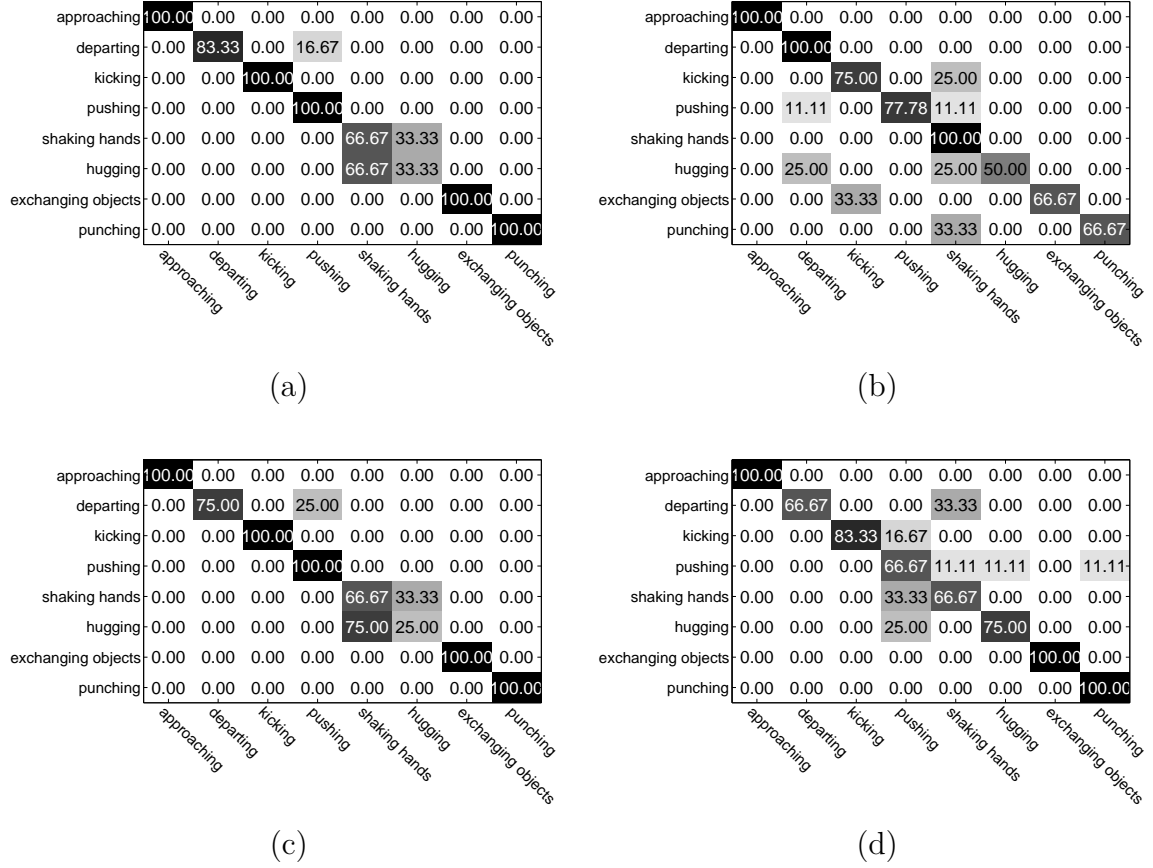 approaching 100.00 0.00 0.00 0.00 0.00 0.00 0.00 0.00
departing 0.00 83.33 0.00 16.67 0.00 0.00 0.00 0.00
kicking 0.00 0.00 100.00 0.00 0.00 0.00 0.00 0.00
pushing 0.00 0.00 0.00 100.00 0.00 0.00 0.00 0.00
shaking hands 0.00 0.00 0.00 0.00 66.67 33.33 0.00 0.00
hugging 0.00 0.00 0.00 0.00 66.67 33.33 0.00 0.00
exchanging objects 0.00 0.00 0.00 0.00 0.00 0.00 100.00 0.00
punching 0.00 0.00 0.00 0.00 0.00 0.00 0.00 100.00
approaching departing kicking pushing shaking hands hugging exchanging objects punching
(a)
approaching 100.00 0.00 0.00 0.00 0.00 0.00 0.00 0.00
departing 0.00 100.00 0.00 0.00 0.00 0.00 0.00 0.00
kicking 0.00 0.00 75.00 0.00 25.00 0.00 0.00 0.00
pushing 0.00 11.11 0.00 77.78 11.11 0.00 0.00 0.00
shaking hands 0.00 0.00 0.00 0.00 100.00 0.00 0.00 0.00
hugging 0.00 25.00 0.00 0.00 25.00 50.00 0.00 0.00
exchanging objects 0.00 0.00 33.33 0.00 0.00 0.00 66.67 0.00
punching 0.00 0.00 0.00 0.00 33.33 0.00 0.00 66.67
approaching departing kicking pushing shaking hands hugging exchanging objects punching
(b)
approaching 100.00 0.00 0.00 0.00 0.00 0.00 0.00 0.00
departing 0.00 75.00 0.00 25.00 0.00 0.00 0.00 0.00
kicking 0.00 0.00 100.00 0.00 0.00 0.00 0.00 0.00
pushing 0.00 0.00 0.00 100.00 0.00 0.00 0.00 0.00
shaking hands 0.00 0.00 0.00 0.00 66.67 33.33 0.00 0.00
hugging 0.00 0.00 0.00 0.00 75.00 25.00 0.00 0.00
exchanging objects 0.00 0.00 0.00 0.00 0.00 0.00 100.00 0.00
punching 0.00 0.00 0.00 0.00 0.00 0.00 0.00 100.00
approaching departing kicking pushing shaking hands hugging exchanging objects punching
(c)
approaching 100.00 0.00 0.00 0.00 0.00 0.00 0.00 0.00
departing 0.00 66.67 0.00 0.00 33.33 0.00 0.00 0.00
kicking 0.00 0.00 83.33 16.67 0.00 0.00 0.00 0.00
pushing 0.00 0.00 0.00 66.67 11.11 11.11 0.00 11.11
shaking hands 0.00 0.00 0.00 33.33 66.67 0.00 0.00 0.00
hugging 0.00 0.00 0.00 25.00 0.00 75.00 0.00 0.00
exchanging objects 0.00 0.00 0.00 0.00 0.00 0.00 100.00 0.00
punching 0.00 0.00 0.00 0.00 0.00 0.00 0.00 100.00
approaching departing kicking pushing shaking hands hugging exchanging objects punching
(d)